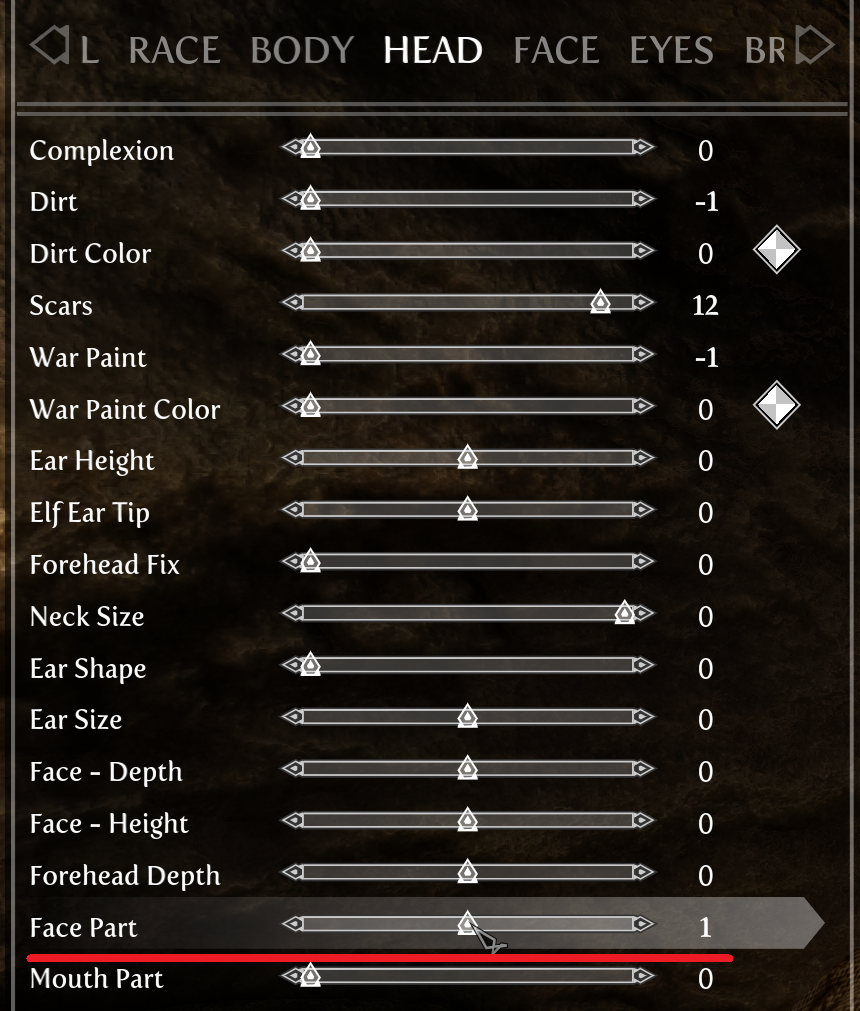 L RACE BODY HEAD FACE EYES BR
Complexion 0
Dirt -1
Dirt Color 0
Scars 12
War Paint -1
War Paint Color 0
Ear Height 0
Elf Ear Tip 0
Forehead Fix 0
Neck Size 0
Ear Shape 0
Ear Size 0
Face - Depth 0
Face - Height 0
Forehead Depth 0
Face Part 1
Mouth Part 0